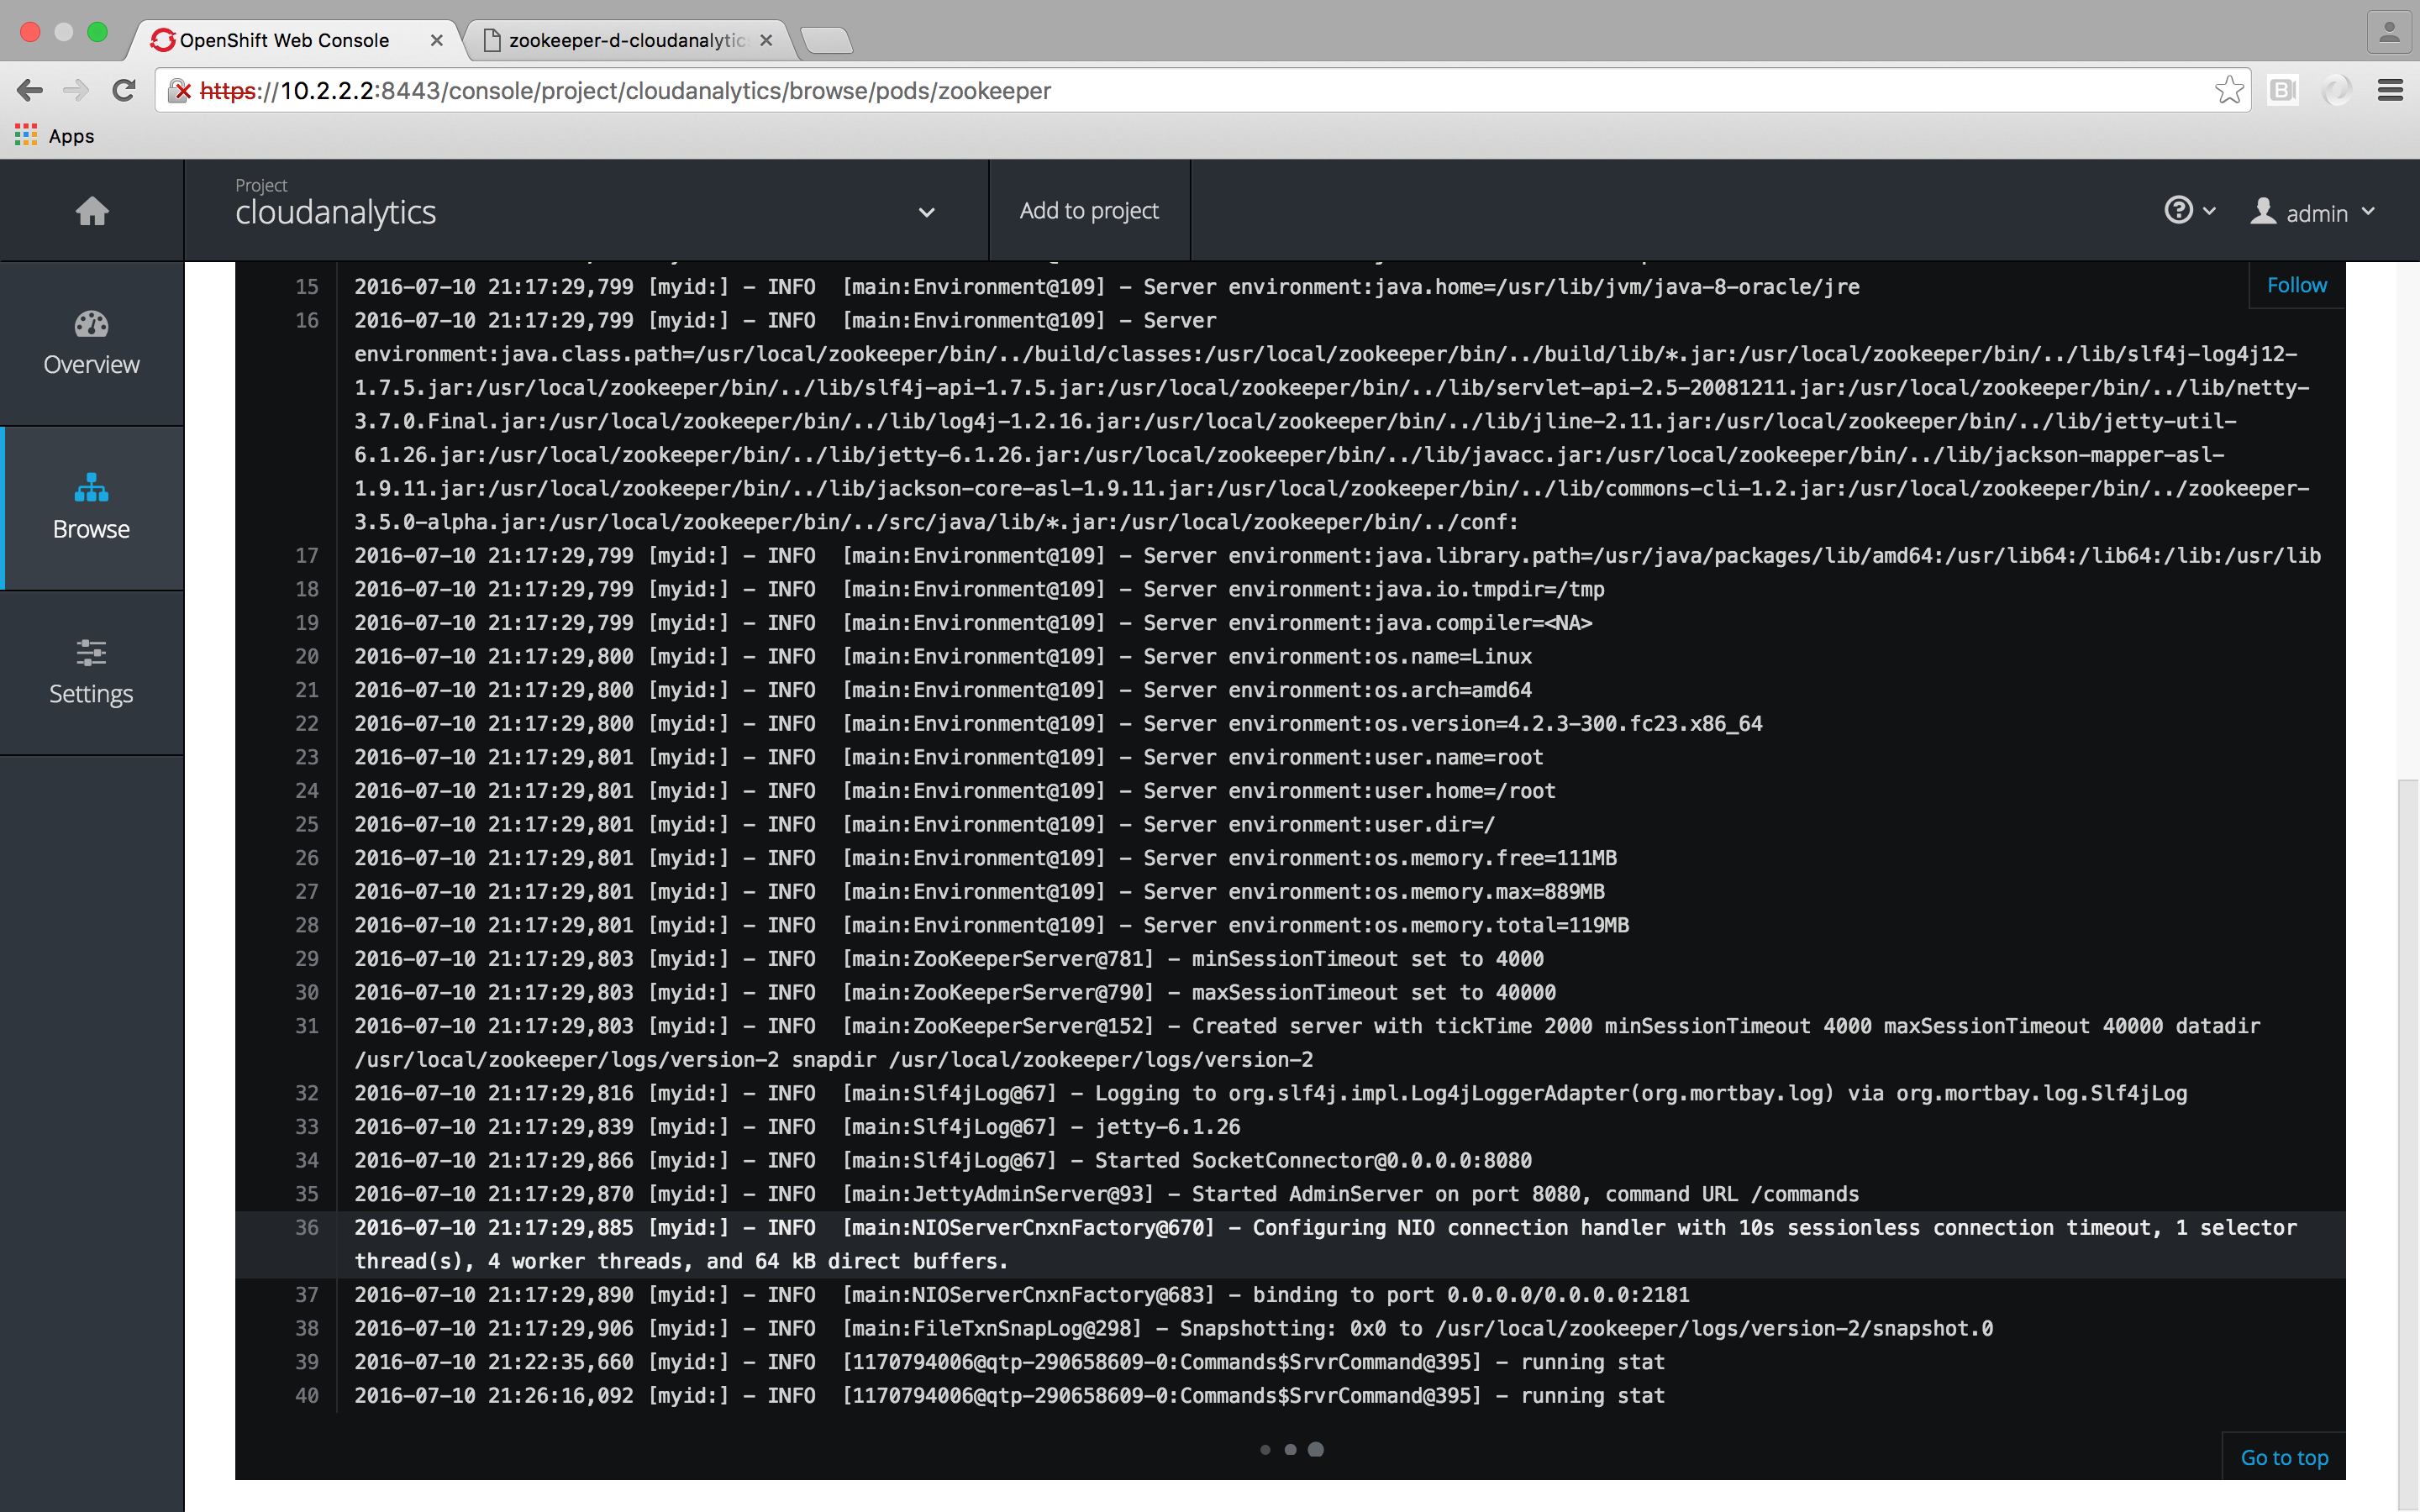 OpenShift Web Console
zookeeper-d-cloudanalytic
https://10.2.2.2:8443/console/project/cloudanalytics/browse/pods/zookeeper
Apps
Project
cloudanalytics
Add to project
admin
Overview
Browse
Settings
Follow
15 2016-07-10 21:17:29,799 [myid:] - INFO  [main:Environment@109] - Server environment:java.home=/usr/lib/jvm/java-8-oracle/jre
16 2016-07-10 21:17:29,799 [myid:] - INFO  [main:Environment@109] - Server
environment:java.class.path=/usr/local/zookeeper/bin/../build/classes:/usr/local/zookeeper/bin/../build/lib/*.jar:/usr/local/zookeeper/bin/../lib/slf4j-log4j12-
1.7.5.jar:/usr/local/zookeeper/bin/../lib/slf4j-api-1.7.5.jar:/usr/local/zookeeper/bin/../lib/servlet-api-2.5-20081211.jar:/usr/local/zookeeper/bin/../lib/netty-
3.7.0.Final.jar:/usr/local/zookeeper/bin/../lib/log4j-1.2.16.jar:/usr/local/zookeeper/bin/../lib/jline-2.11.jar:/usr/local/zookeeper/bin/../lib/jetty-util-
6.1.26.jar:/usr/local/zookeeper/bin/../lib/jetty-6.1.26.jar:/usr/local/zookeeper/bin/../lib/javacc.jar:/usr/local/zookeeper/bin/../lib/jackson-mapper-asl-
1.9.11.jar:/usr/local/zookeeper/bin/../lib/jackson-core-asl-1.9.11.jar:/usr/local/zookeeper/bin/../lib/commons-cli-1.2.jar:/usr/local/zookeeper/bin/../zookeeper-
3.5.0-alpha.jar:/usr/local/zookeeper/bin/../src/java/lib/*.jar:/usr/local/zookeeper/bin/../conf:
17 2016-07-10 21:17:29,799 [myid:] - INFO  [main:Environment@109] - Server environment:java.library.path=/usr/java/packages/lib/amd64:/usr/lib64:/lib64:/lib:/usr/lib
18 2016-07-10 21:17:29,799 [myid:] - INFO  [main:Environment@109] - Server environment:java.io.tmpdir=/tmp
19 2016-07-10 21:17:29,799 [myid:] - INFO  [main:Environment@109] - Server environment:java.compiler=<NA>
20 2016-07-10 21:17:29,800 [myid:] - INFO  [main:Environment@109] - Server environment:os.name=Linux
21 2016-07-10 21:17:29,800 [myid:] - INFO  [main:Environment@109] - Server environment:os.arch=amd64
22 2016-07-10 21:17:29,800 [myid:] - INFO  [main:Environment@109] - Server environment:os.version=4.2.3-300.fc23.x86_64
23 2016-07-10 21:17:29,801 [myid:] - INFO  [main:Environment@109] - Server environment:user.name=root
24 2016-07-10 21:17:29,801 [myid:] - INFO  [main:Environment@109] - Server environment:user.home=/root
25 2016-07-10 21:17:29,801 [myid:] - INFO  [main:Environment@109] - Server environment:user.dir=/
26 2016-07-10 21:17:29,801 [myid:] - INFO  [main:Environment@109] - Server environment:os.memory.free=111MB
27 2016-07-10 21:17:29,801 [myid:] - INFO  [main:Environment@109] - Server environment:os.memory.max=889MB
28 2016-07-10 21:17:29,801 [myid:] - INFO  [main:Environment@109] - Server environment:os.memory.total=119MB
29 2016-07-10 21:17:29,803 [myid:] - INFO  [main:ZooKeeperServer@781] - minSessionTimeout set to 4000
30 2016-07-10 21:17:29,803 [myid:] - INFO  [main:ZooKeeperServer@790] - maxSessionTimeout set to 40000
31 2016-07-10 21:17:29,803 [myid:] - INFO  [main:ZooKeeperServer@152] - Created server with tickTime 2000 minSessionTimeout 4000 maxSessionTimeout 40000 datadir
/usr/local/zookeeper/logs/version-2 snapdir /usr/local/zookeeper/logs/version-2
32 2016-07-10 21:17:29,816 [myid:] - INFO  [main:Slf4jLog@67] - Logging to org.slf4j.impl.Log4jLoggerAdapter(org.mortbay.log) via org.mortbay.log.Slf4jLog
33 2016-07-10 21:17:29,839 [myid:] - INFO  [main:Slf4jLog@67] - jetty-6.1.26
34 2016-07-10 21:17:29,866 [myid:] - INFO  [main:Slf4jLog@67] - Started SocketConnector@0.0.0.0:8080
35 2016-07-10 21:17:29,870 [myid:] - INFO  [main:JettyAdminServer@93] - Started AdminServer on port 8080, command URL /commands
36 2016-07-10 21:17:29,885 [myid:] - INFO  [main:NIOServerCnxnFactory@670] - Configuring NIO connection handler with 10s sessionless connection timeout, 1 selector
thread(s), 4 worker threads, and 64 kB direct buffers.
37 2016-07-10 21:17:29,890 [myid:] - INFO  [main:NIOServerCnxnFactory@683] - binding to port 0.0.0.0/0.0.0.0:2181
38 2016-07-10 21:17:29,906 [myid:] - INFO  [main:FileTxnSnapLog@298] - Snapshotting: 0x0 to /usr/local/zookeeper/logs/version-2/snapshot.0
39 2016-07-10 21:22:35,660 [myid:] - INFO  [1170794006@qtp-290658609-0:Commands$SrvrCommand@395] - running stat
40 2016-07-10 21:26:16,092 [myid:] - INFO  [1170794006@qtp-290658609-0:Commands$SrvrCommand@395] - running stat
Go to top